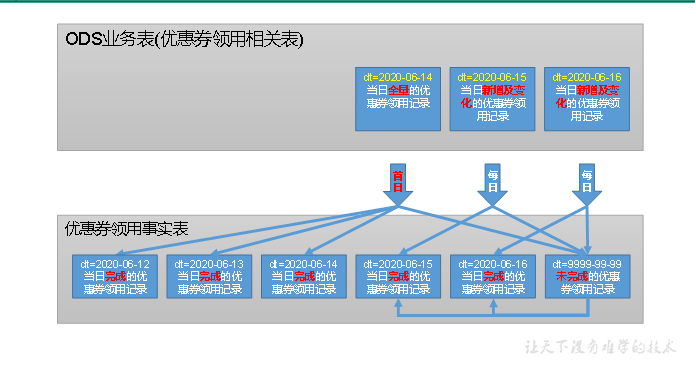 ODS业务表(优惠券领用相关表)
dt=2020-06-14
当日全量的优
惠券领用记录
dt=2020-06-15
当日新增及变
化的优惠券领
用记录
dt=2020-06-16
当日新增及变
化的优惠券领
用记录
首日
每日
每日
优惠券领用事实表
dt=2020-06-12
当日完成的优
惠券领用记录
dt=2020-06-13
当日完成的优
惠券领用记录
dt=2020-06-14
当日完成的优
惠券领用记录
dt=2020-06-15
当日完成的优
惠券领用记录
dt=2020-06-16
当日完成的优
惠券领用记录
dt=9999-99-99
未完成的优惠
券领用记录
让天下没有难学的技术